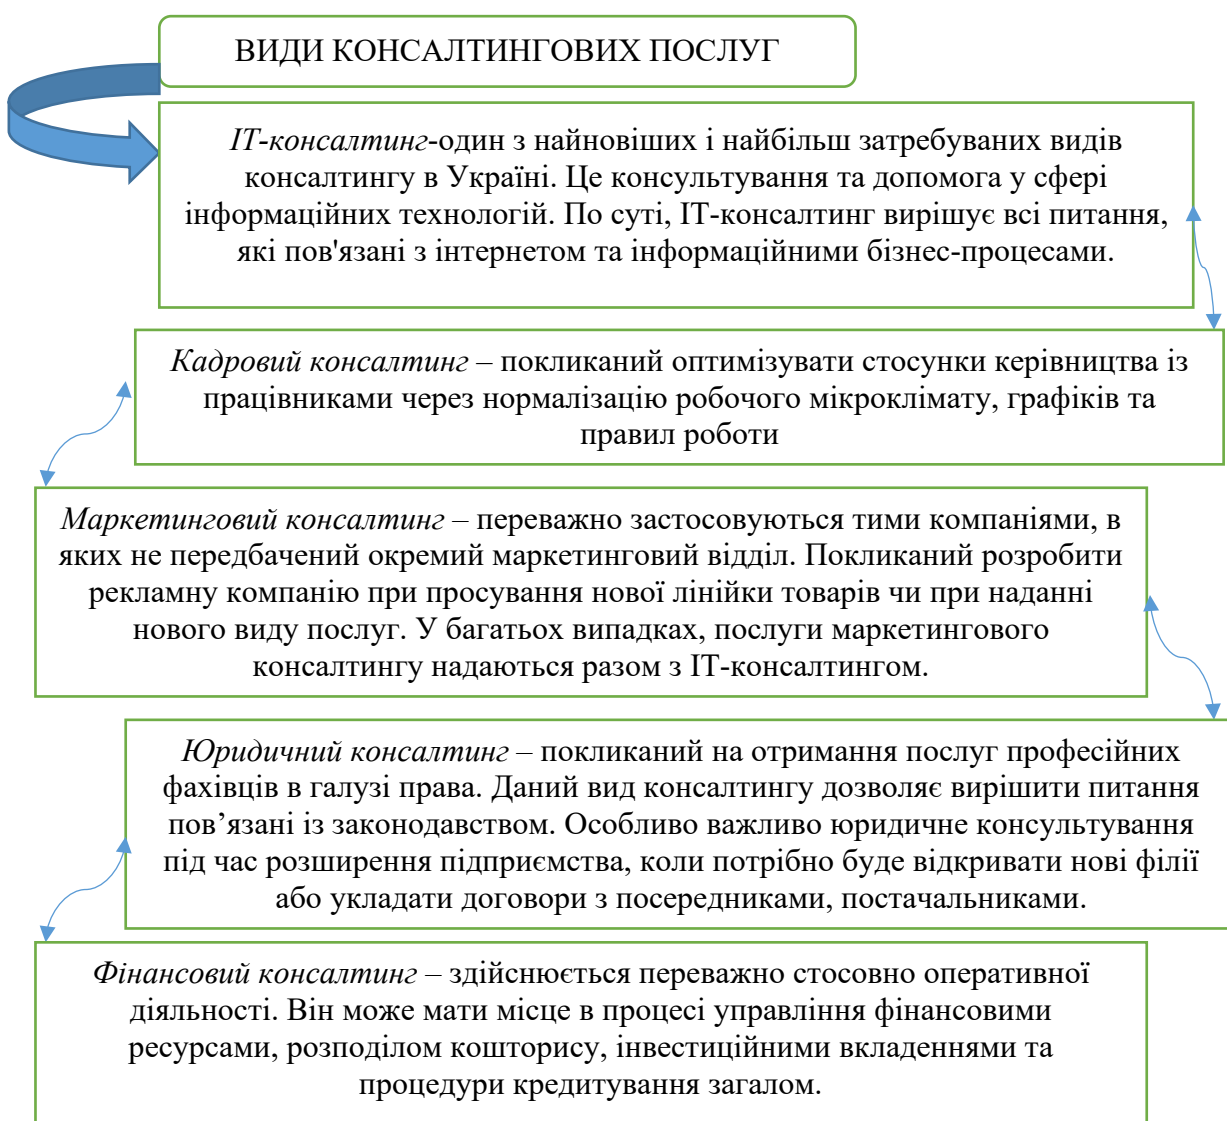 ВИДИ КОНСАЛТИНГОВИХ ПОСЛУГ
ІТ-консалтинг-один з найновіших і найбільш затребуваних видів
консалтингу в Україні. Це консультування та допомога у сфері
інформаційних технологій. По суті, ІТ-консалтинг вирішує всі питання,
які пов'язані з інтернетом та інформаційними бізнес-процесами.
Кадровий консалтинг – покликаний оптимізувати стосунки керівництва із
працівниками через нормалізацію робочого мікроклімату, графіків та
правил роботи
Маркетинговий консалтинг – переважно застосовуються тими компаніями, в
яких не передбачений окремий маркетинговий відділ. Покликаний розробити
рекламну компанію при просування нової лінійки товарів чи при наданні
нового виду послуг. У багатьох випадках, послуги маркетингового
консалтингу надаються разом з ІТ-консалтингом.
Юридичний консалтинг – покликаний на отримання послуг професійних
фахівців в галузі права. Даний вид консалтингу дозволяє вирішити питання
пов’язані із законодавством. Особливо важливо юридичне консультування
під час розширення підприємства, коли потрібно буде відкривати нові філії
або укладати договори з посередниками, постачальниками.
Фінансовий консалтинг – здійснюється переважно стосовно оперативної
діяльності. Він може мати місце в процесі управління фінансовими
ресурсами, розподілом кошторису, інвестиційними вкладеннями та
процедури кредитування загалом.